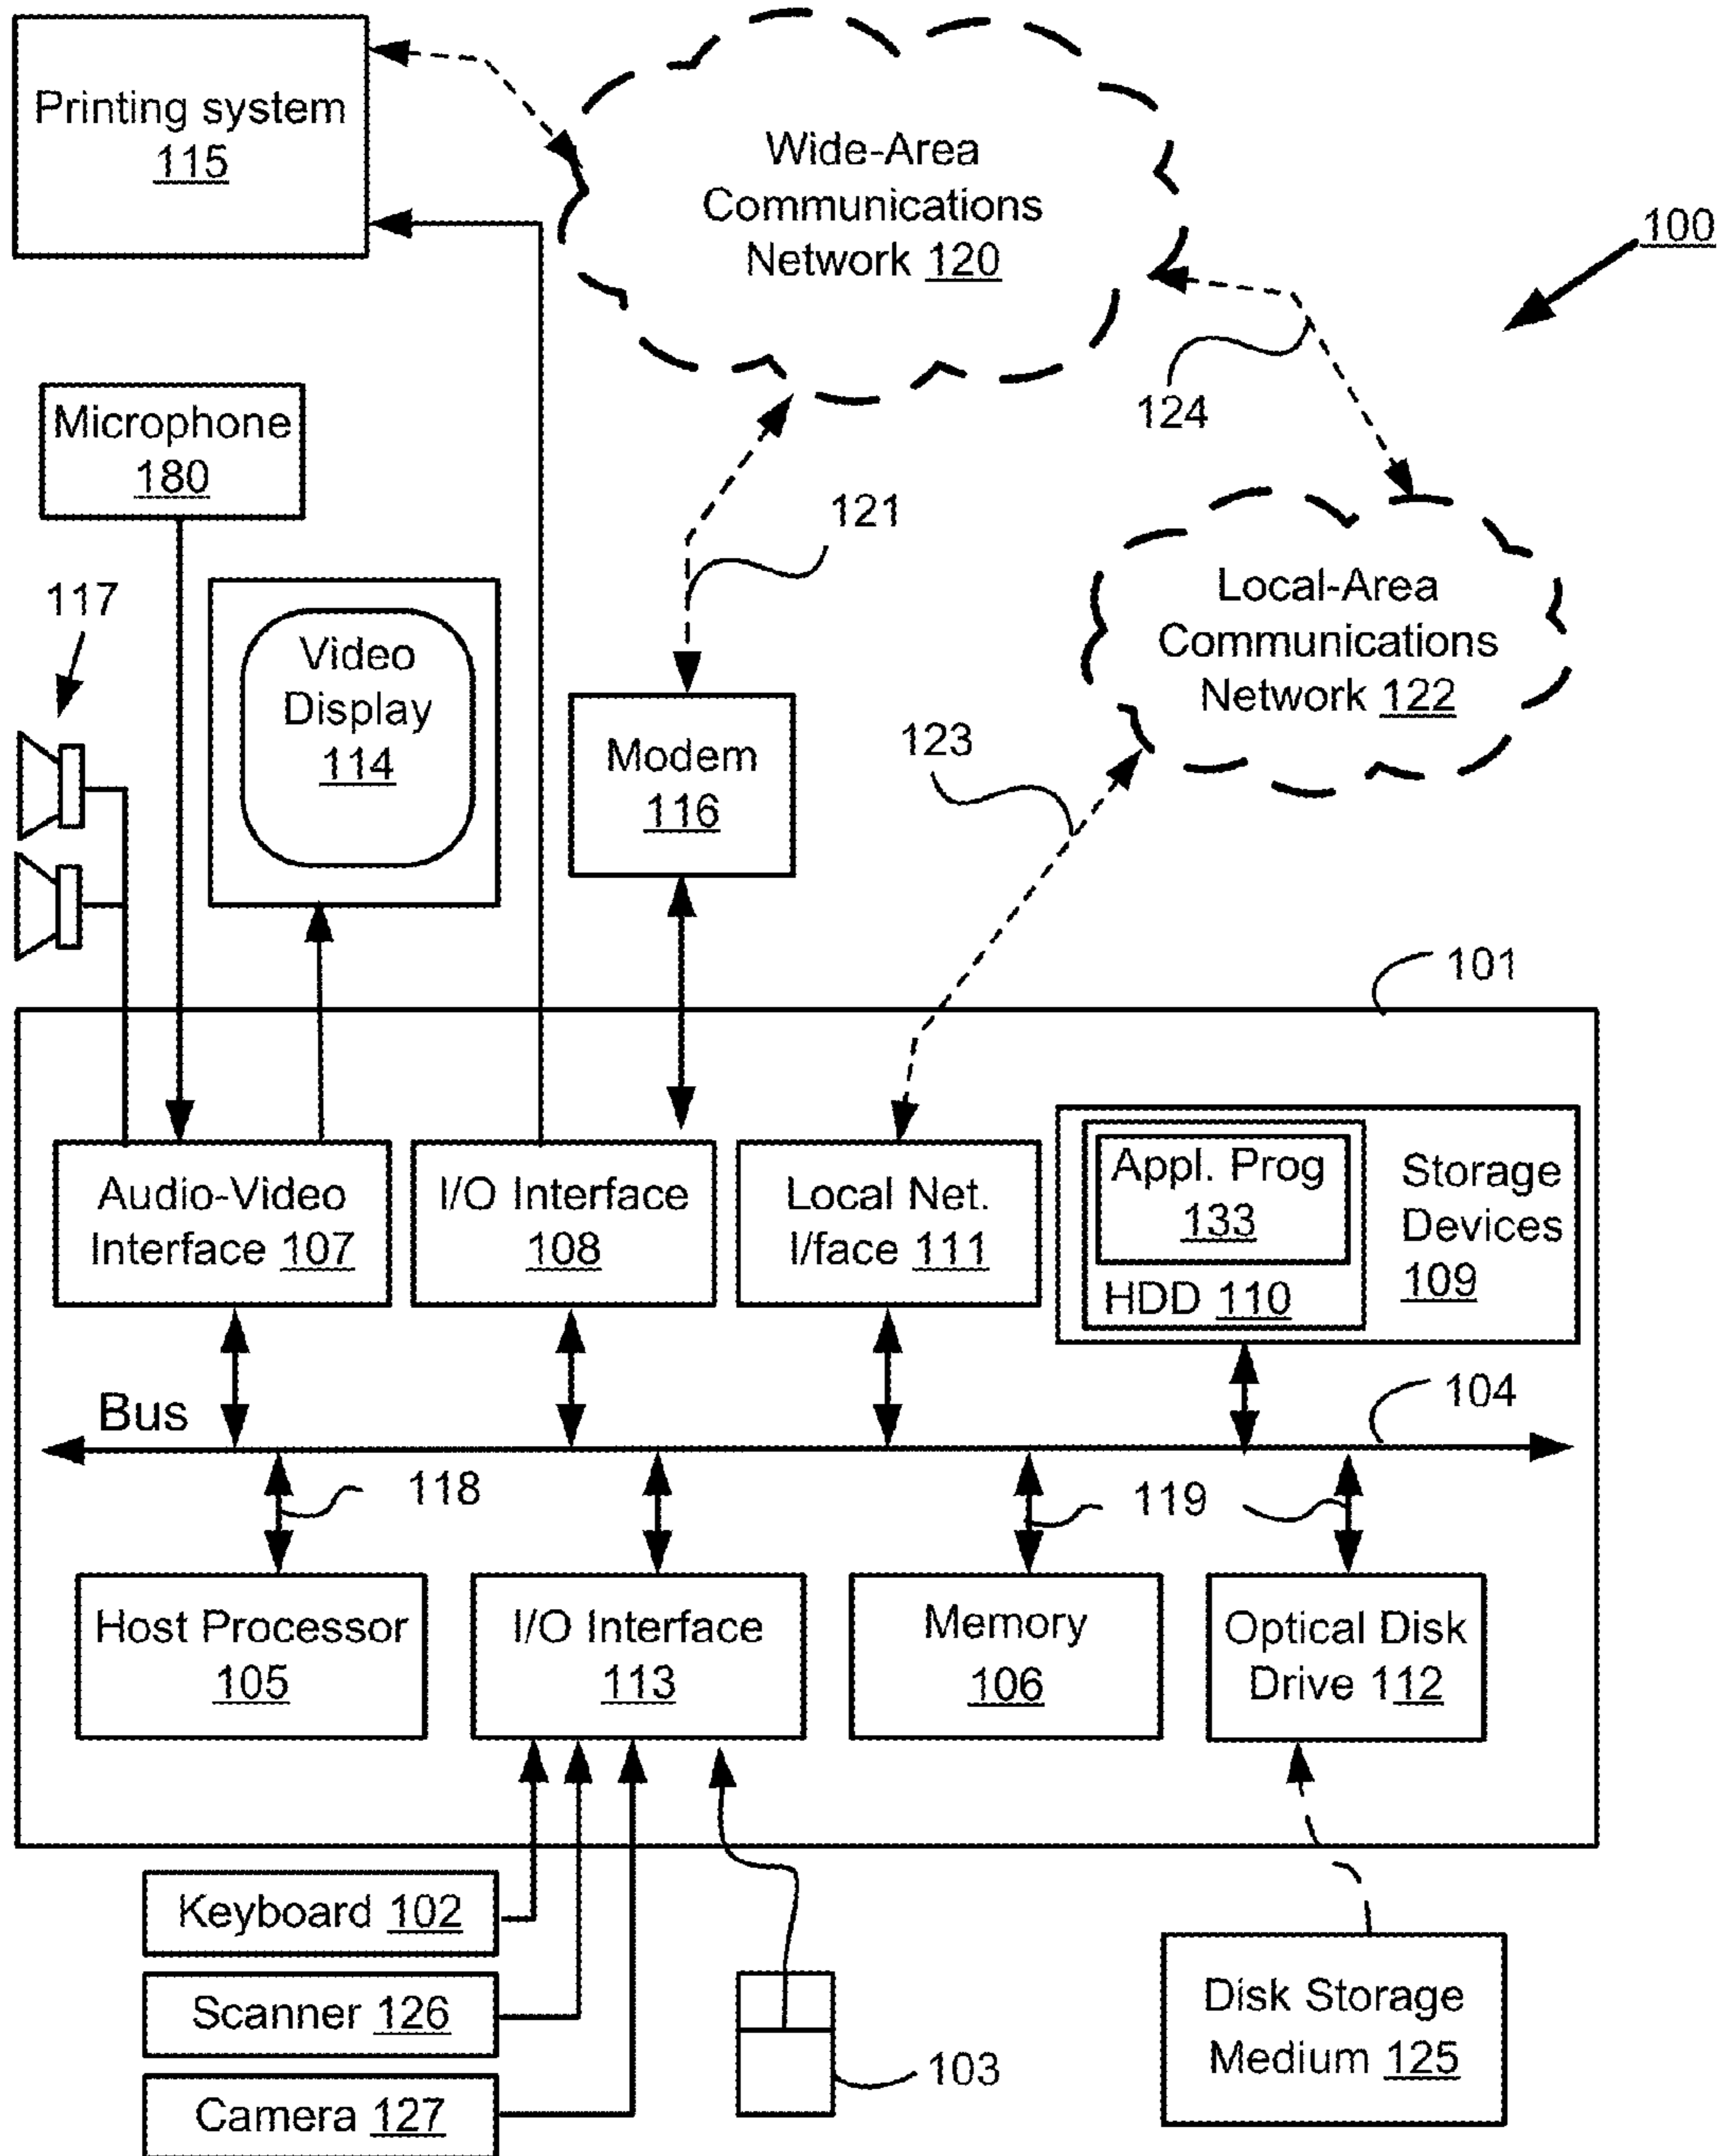 Printing system
115
Wide-Area
Communications
Network 120
100
124
Microphone
180
121
117
Video
Display
114
Local-Area
Communications
Network 122
Modem
116
123
101
Audio-Video
Interface 107
I/O Interface
108
Local Net.
I/face 111
Appl. Prog
133
HDD 110
Storage
Devices
109
Bus
104
118
119
Host Processor
105
I/O Interface
113
Memory
106
Optical Disk
Drive 112
Keyboard 102
Scanner 126
Camera 127
103
Disk Storage
Medium 125